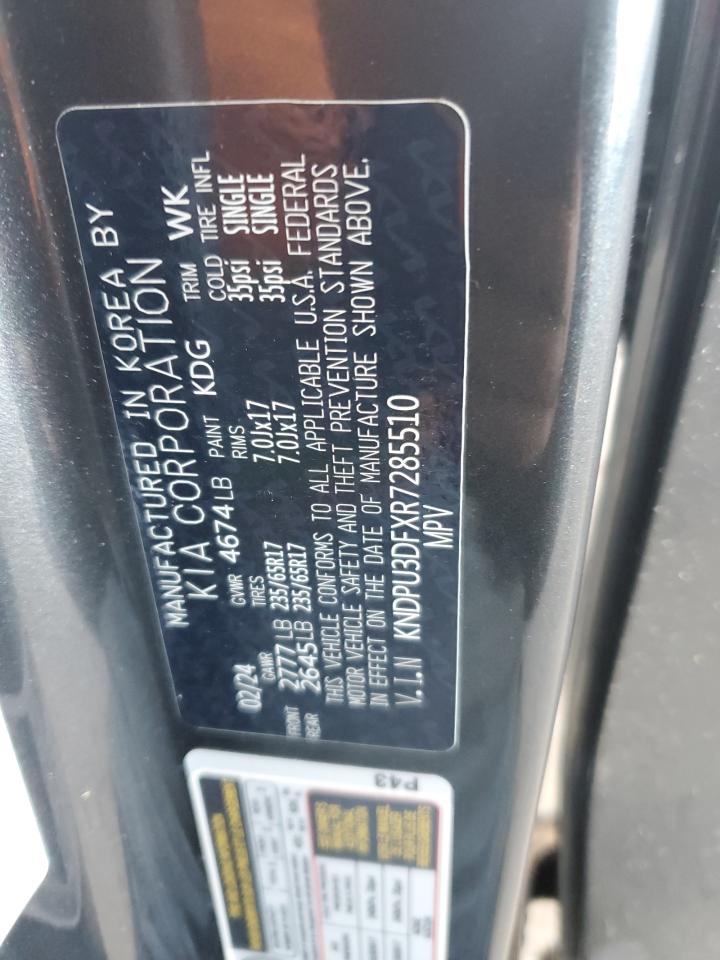 MANUFACTURED IN KOREA BY
KIA CORPORATION
02/24 GVWR 4674LB PAINT KDG TRIM WK
GAWR TIRES RIMS COLD TIRE INFL
FRONT 2777LB 235/65R17 7.0Jx17 35psi SINGLE
REAR 2645LB 235/65R17 7.0Jx17 35psi SINGLE
THIS VEHICLE CONFORMS TO ALL APPLICABLE U.S.A. FEDERAL
MOTOR VEHICLE SAFETY AND THEFT PREVENTION STANDARDS
IN EFFECT ON THE DATE OF MANUFACTURE SHOWN ABOVE.
V.I.N KNDPU3DFXR7285510
MPV
P43